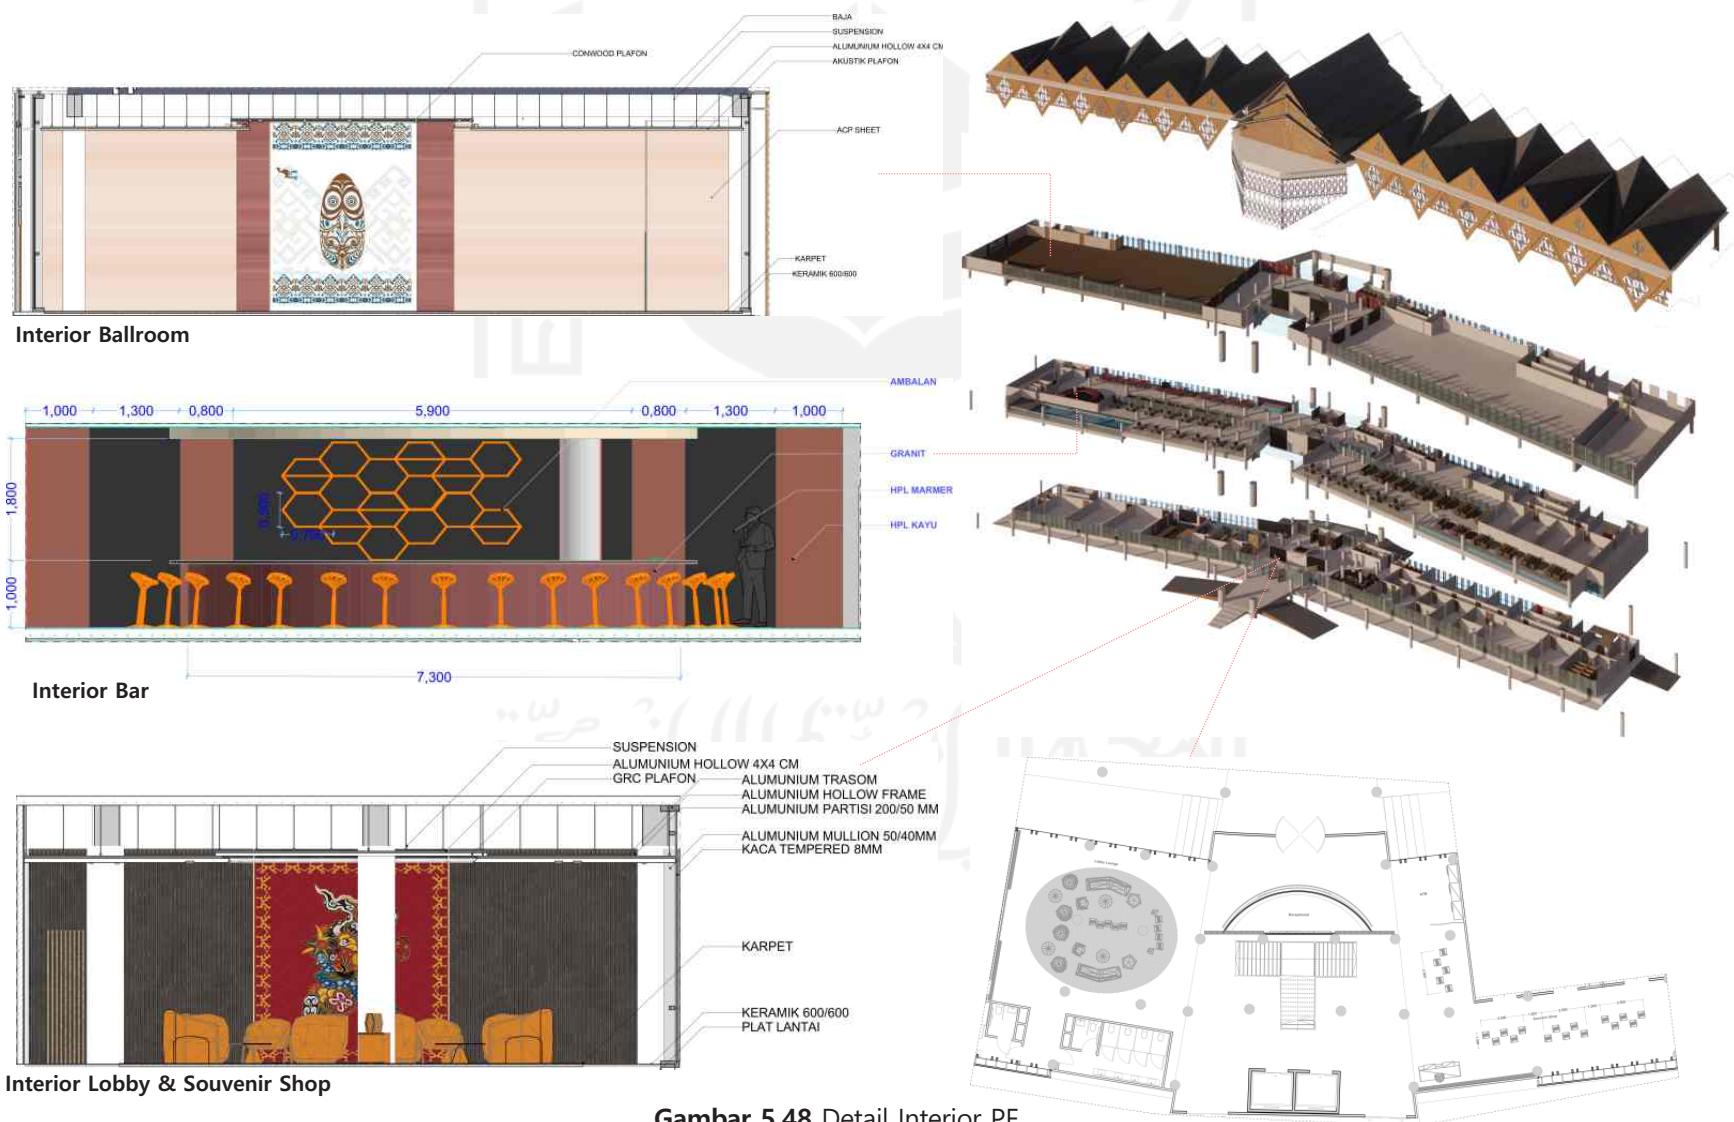 BAJA
SUSPENSION
ALUMUNIUM HOLLOW 4X4 CM
AKUSTIK PLAFON
CONWOOD PLAFON
ACP SHEET
KARPET
KERAMIK 600/600
Interior Ballroom
AMBALAN
1,000 1,300 0,800 5,900 0,800 1,300 1,000
GRANIT
HPL MARMER
HPL KAYU
1,800
1,000
7,300
Interior Bar
SUSPENSION
ALUMUNIUM HOLLOW 4X4 CM
GRC PLAFON
ALUMUNIUM TRASOM
ALUMUNIUM HOLLOW FRAME
ALUMUNIUM PARTISI 200/50 MM
ALUMUNIUM MULLION 50/40MM
KACA TEMPERED 8MM
KARPET
KERAMIK 600/600
PLAT LANTAI
Interior Lobby & Souvenir Shop
Lobby Lounge
Gambar 5.48 Detail Interior PF